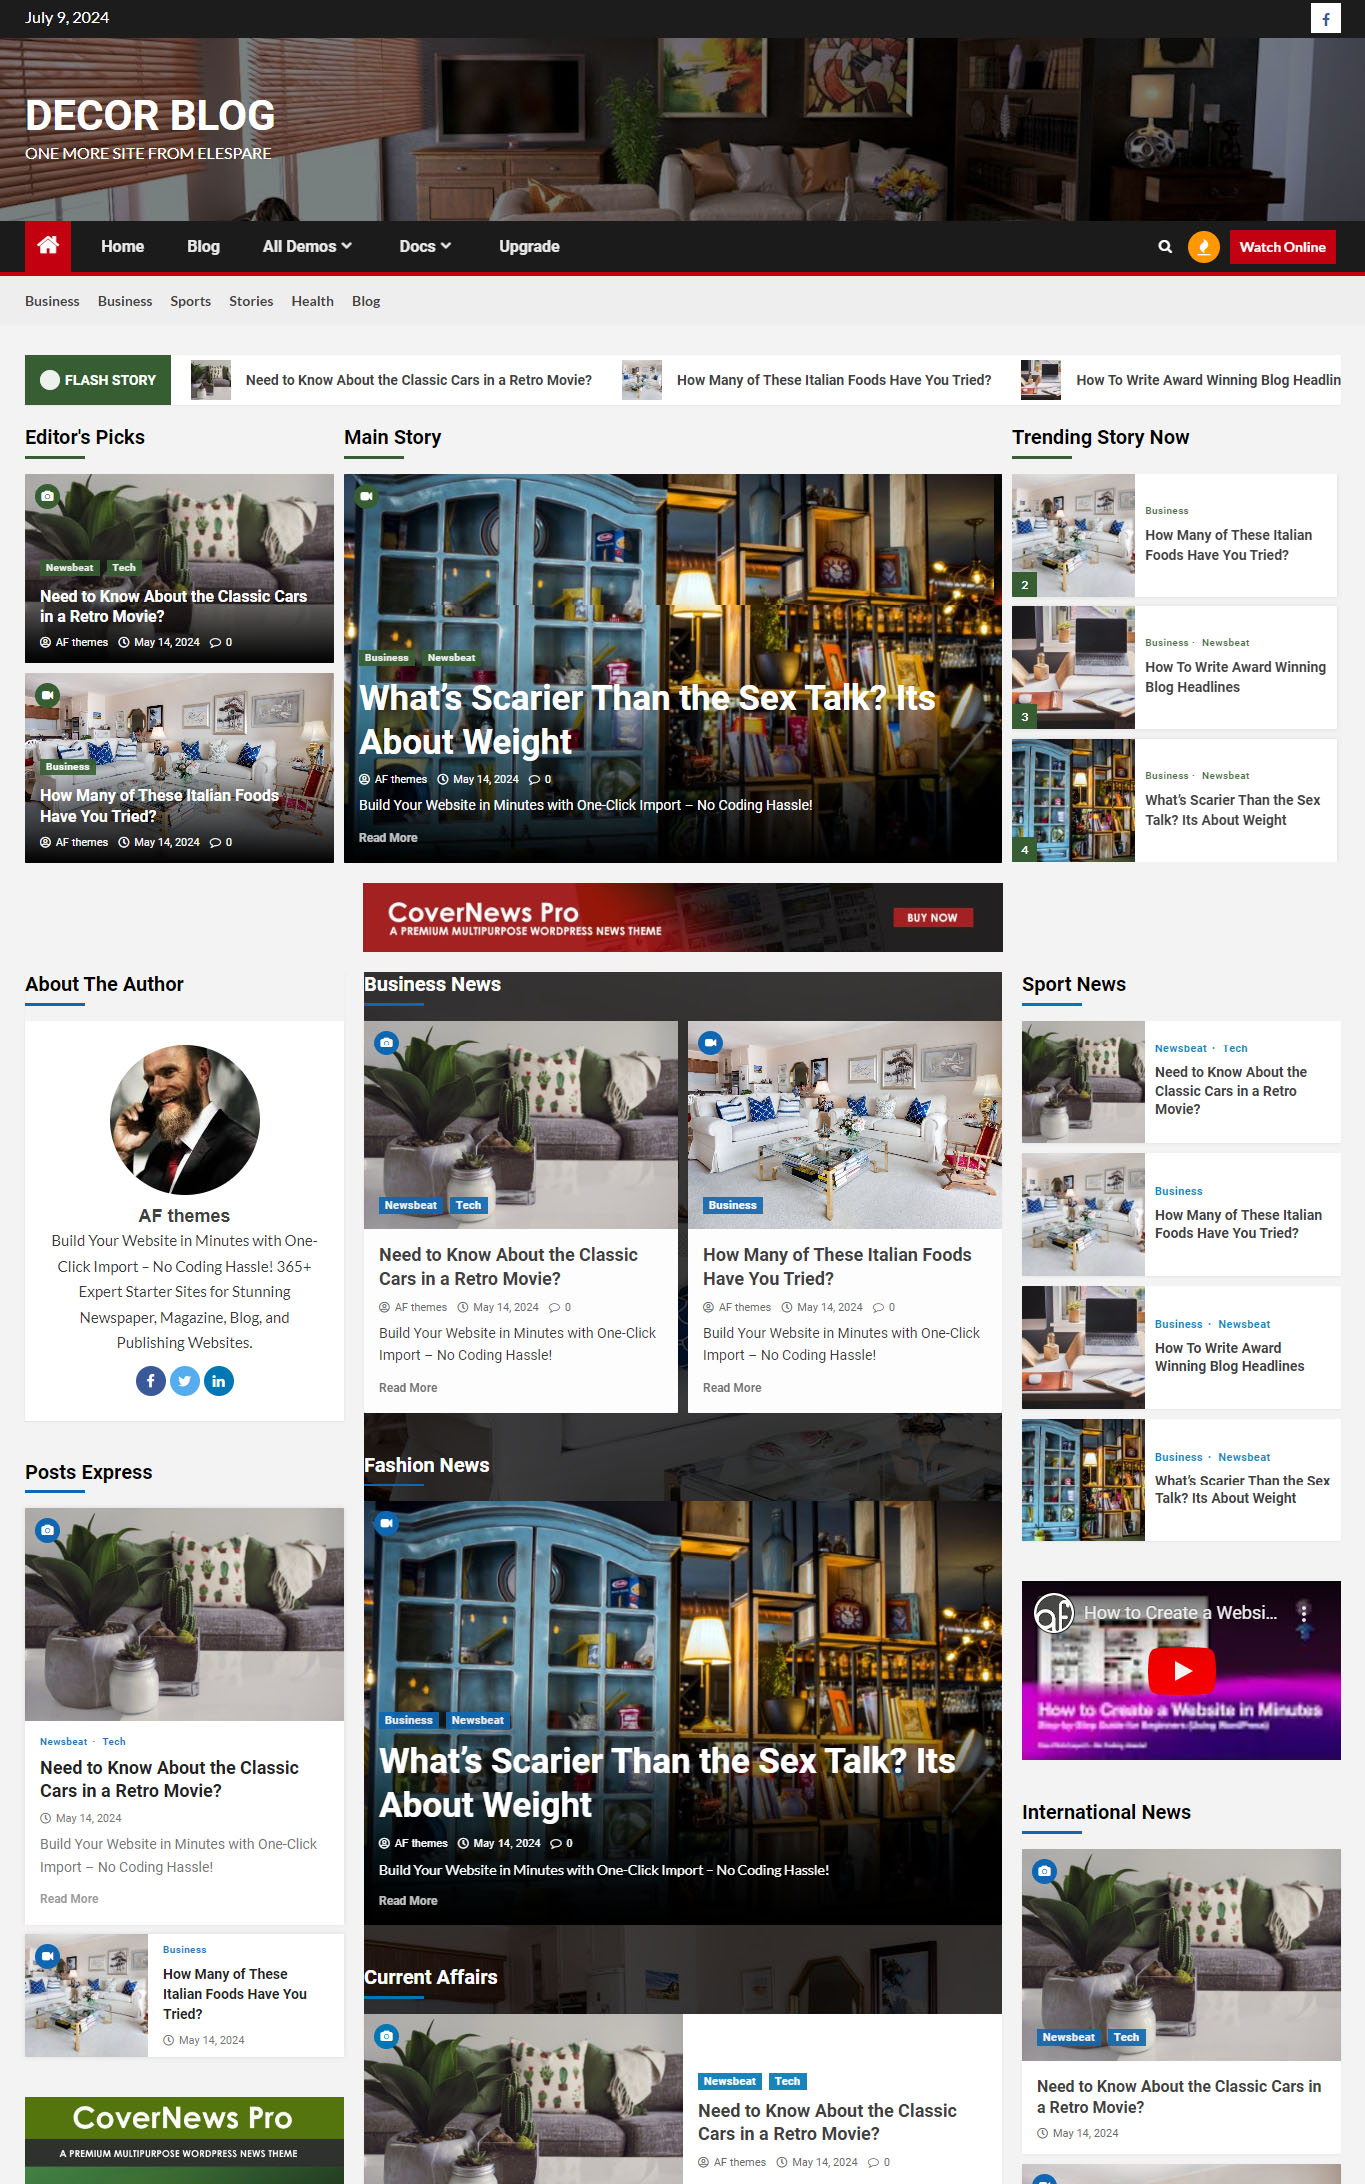 July 9, 2024
DECOR BLOG
ONE MORE SITE FROM ELESPARE
Home Blog All Demos Docs Upgrade
Watch Online
Business Business Sports Stories Health Blog
FLASH STORY
Need to Know About the Classic Cars in a Retro Movie?
How Many of These Italian Foods Have You Tried?
How To Write Award Winning Blog Headlin
Editor's Picks
Newsbeat Tech
Need to Know About the Classic Cars
in a Retro Movie?
AF themes May 14, 2024 0
Business
How Many of These Italian Foods
Have You Tried?
AF themes May 14, 2024 0
Main Story
Business Newsbeat
What's Scarier Than the Sex Talk? Its
About Weight
AF themes May 14, 2024 0
Build Your Website in Minutes with One-Click Import – No Coding Hassle!
Read More
Trending Story Now
Business
How Many of These Italian
Foods Have You Tried?
2
Business · Newsbeat
How To Write Award Winning
Blog Headlines
3
Business · Newsbeat
What's Scarier Than the Sex
Talk? Its About Weight
4
CoverNews Pro
A PREMIUM MULTIPURPOSE WORDPRESS NEWS THEME
BUY NOW
About The Author
AF themes
Build Your Website in Minutes with One-
Click Import – No Coding Hassle! 365+
Expert Starter Sites for Stunning
Newspaper, Magazine, Blog, and
Publishing Websites.
Posts Express
Newsbeat · Tech
Need to Know About the Classic
Cars in a Retro Movie?
May 14, 2024
Build Your Website in Minutes with One-Click
Import – No Coding Hassle!
Read More
Business
How Many of These
Italian Foods Have You
Tried?
May 14, 2024
CoverNews Pro
A PREMIUM MULTIPURPOSE WORDPRESS NEWS THEME
Business News
Newsbeat Tech
Need to Know About the Classic
Cars in a Retro Movie?
AF themes May 14, 2024 0
Build Your Website in Minutes with One-Click
Import – No Coding Hassle!
Read More
Business
How Many of These Italian Foods
Have You Tried?
AF themes May 14, 2024 0
Build Your Website in Minutes with One-Click
Import – No Coding Hassle!
Read More
Fashion News
Business Newsbeat
What's Scarier Than the Sex Talk? Its
About Weight
AF themes May 14, 2024 0
Build Your Website in Minutes with One-Click Import – No Coding Hassle!
Read More
Current Affairs
Newsbeat Tech
Need to Know About the Classic
Cars in a Retro Movie?
AF themes May 14, 2024 0
Sport News
Newsbeat · Tech
Need to Know About the
Classic Cars in a Retro
Movie?
Business
How Many of These Italian
Foods Have You Tried?
Business · Newsbeat
How To Write Award
Winning Blog Headlines
Business · Newsbeat
What's Scarier Than the Sex
Talk? Its About Weight
af How to Create a Websi...
How to Create a Website in Minutes
Step-by-Step Guide for Beginners (Using WordPress)
International News
Newsbeat Tech
Need to Know About the Classic Cars in
a Retro Movie?
May 14, 2024